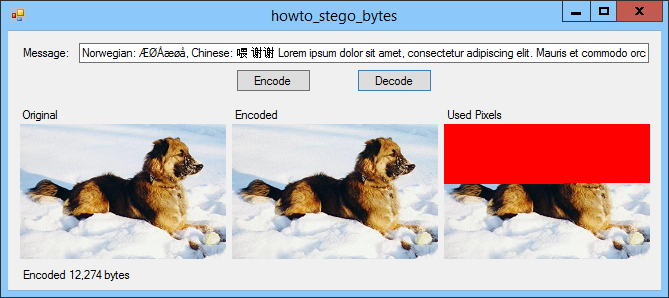 howto_stego_bytes
Message: Norwegian: ÆØÅæøå, Chinese: 喂 谢谢 Lorem ipsum dolor sit amet, consectetur adipiscing elit. Mauris et commodo orc
Encode Decode
Original Encoded Used Pixels
Encoded 12,274 bytes